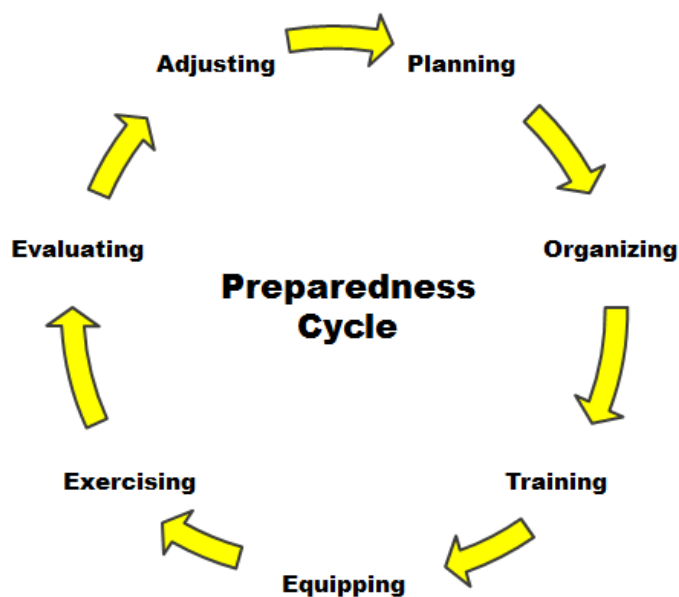 Adjusting
Planning
Evaluating
Organizing
Preparedness
Cycle
Exercising
Training
Equipping